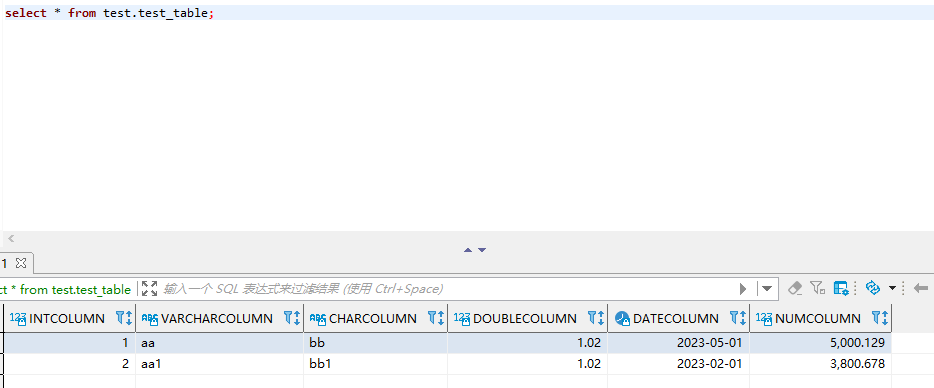 select * from test.test_table;
1
ct * from test.test_table 输入一个 SQL 表达式来过滤结果 (使用 Ctrl+Space)
123 INTCOLUMN ABC VARCHARCOLUMN ABC CHARCOLUMN 123 DOUBLECOLUMN DATECOLUMN 123 NUMCOLUMN
1 aa bb 1.02 2023-05-01 5,000.129
2 aa1 bb1 1.02 2023-02-01 3,800.678